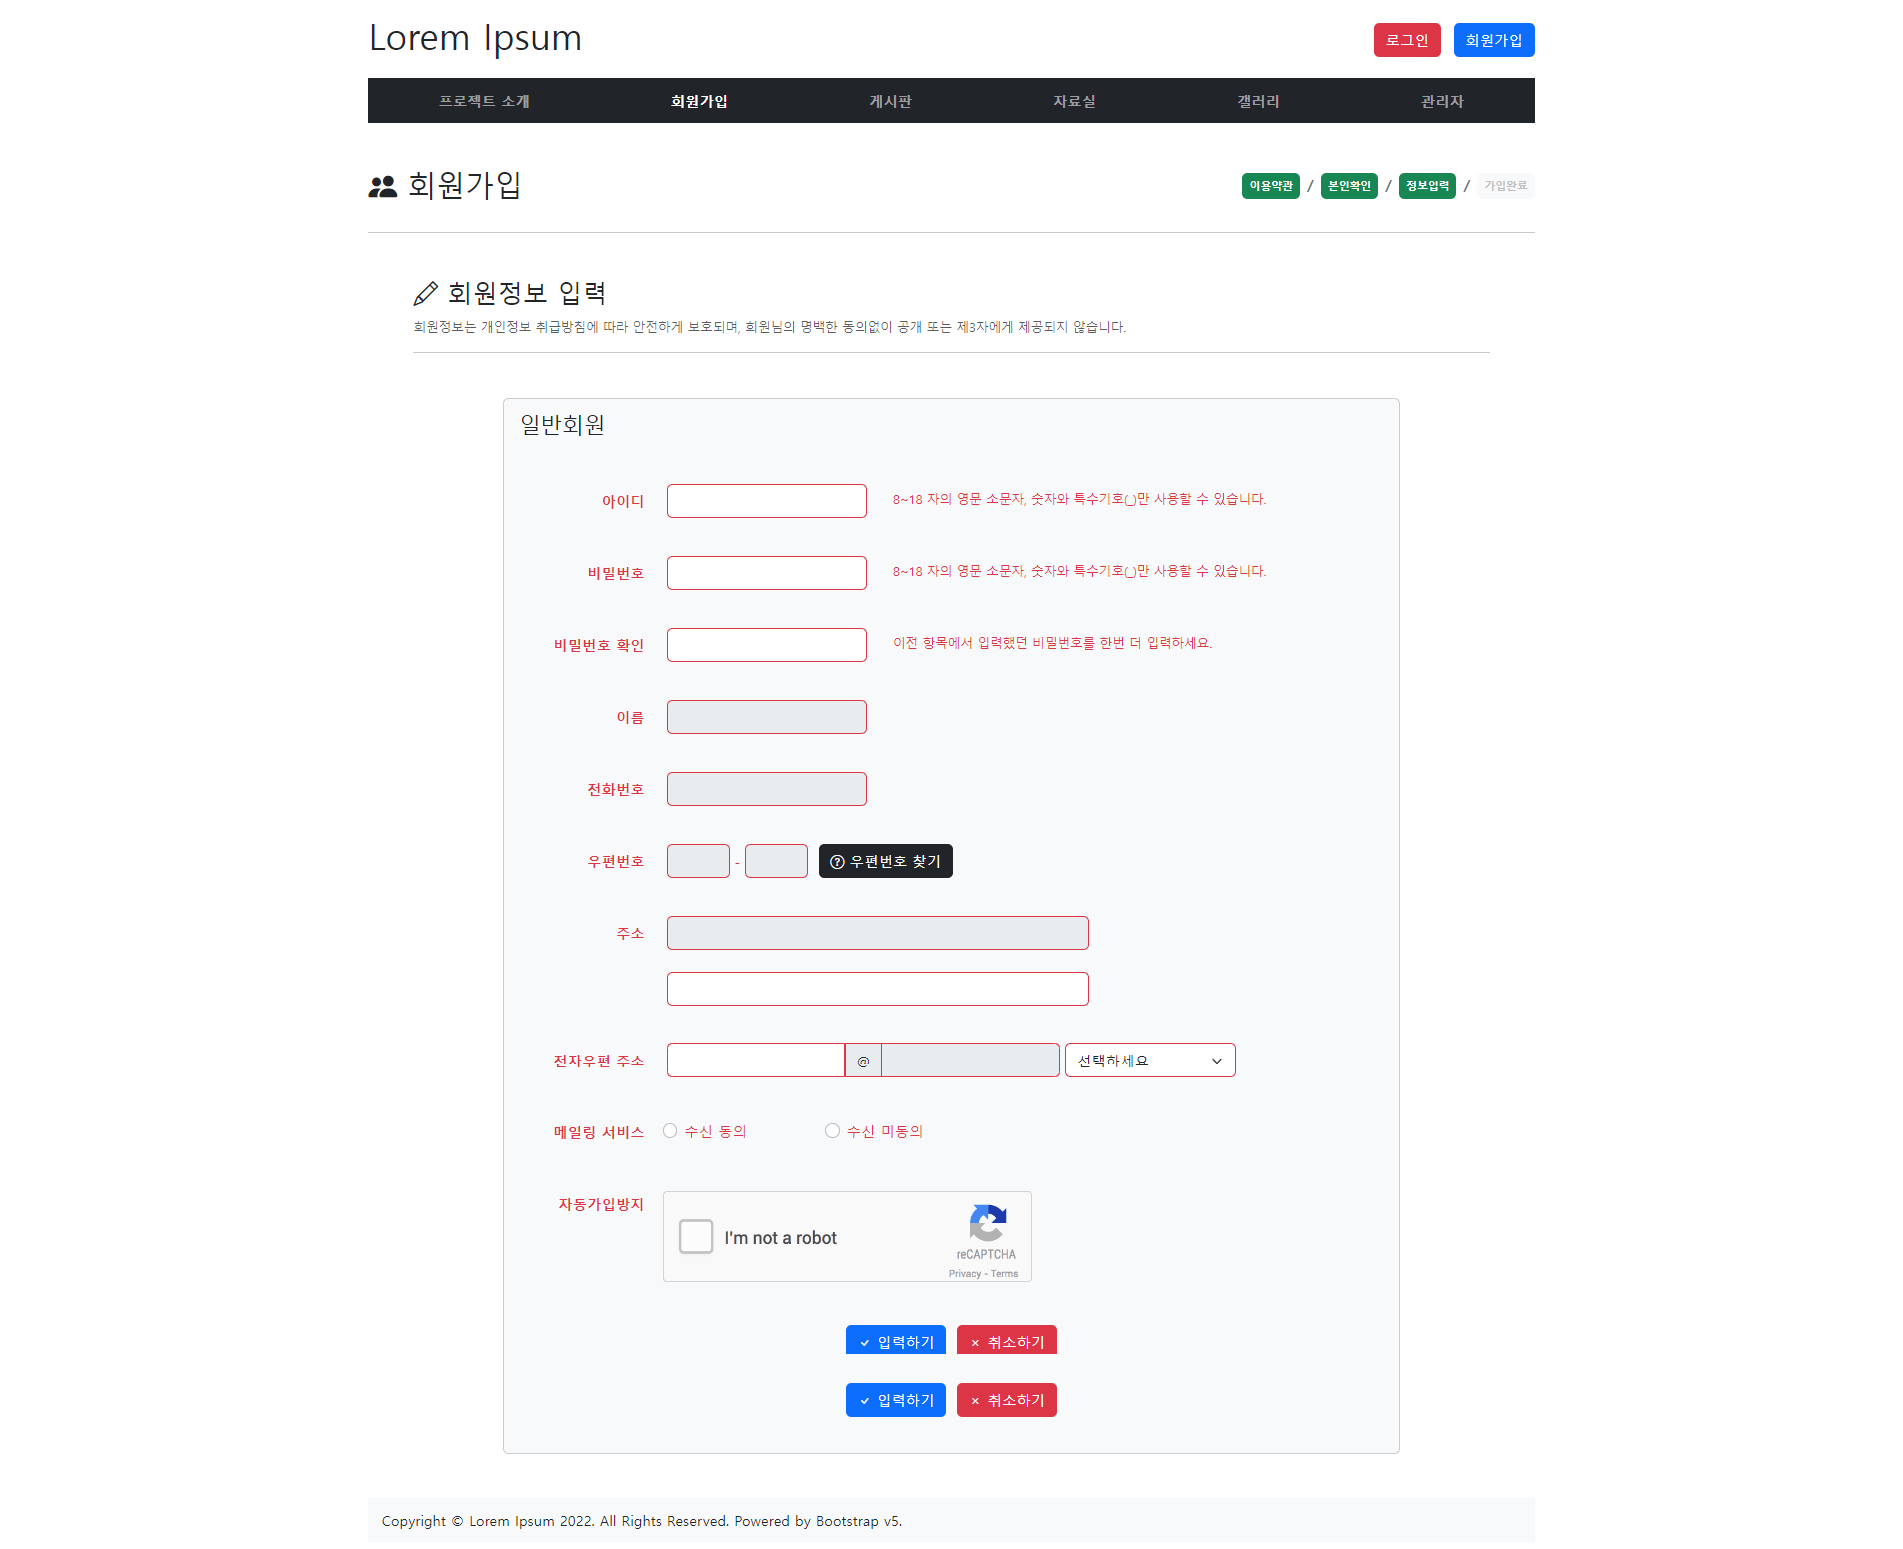 Lorem Ipsum
로그인 회원가입
프로젝트 소개 회원가입 게시판 자료실 갤러리 관리자
회원가입
이용약관 / 본인확인 / 정보입력 / 가입완료
회원정보 입력
회원정보는 개인정보 취급방침에 따라 안전하게 보호되며, 회원님의 명백한 동의없이 공개 또는 제3자에게 제공되지 않습니다.
일반회원
아이디 8~18 자의 영문 소문자, 숫자와 특수기호(_)만 사용할 수 있습니다.
비밀번호 8~18 자의 영문 소문자, 숫자와 특수기호(_)만 사용할 수 있습니다.
비밀번호 확인 이전 항목에서 입력했던 비밀번호를 한번 더 입력하세요.
이름
전화번호
우편번호 - 우편번호 찾기
주소
전자우편 주소 @ 선택하세요
메일링 서비스 수신 동의 수신 미동의
자동가입방지
I'm not a robot
reCAPTCHA
Privacy - Terms
입력하기 취소하기
입력하기 취소하기
Copyright © Lorem Ipsum 2022. All Rights Reserved. Powered by Bootstrap v5.